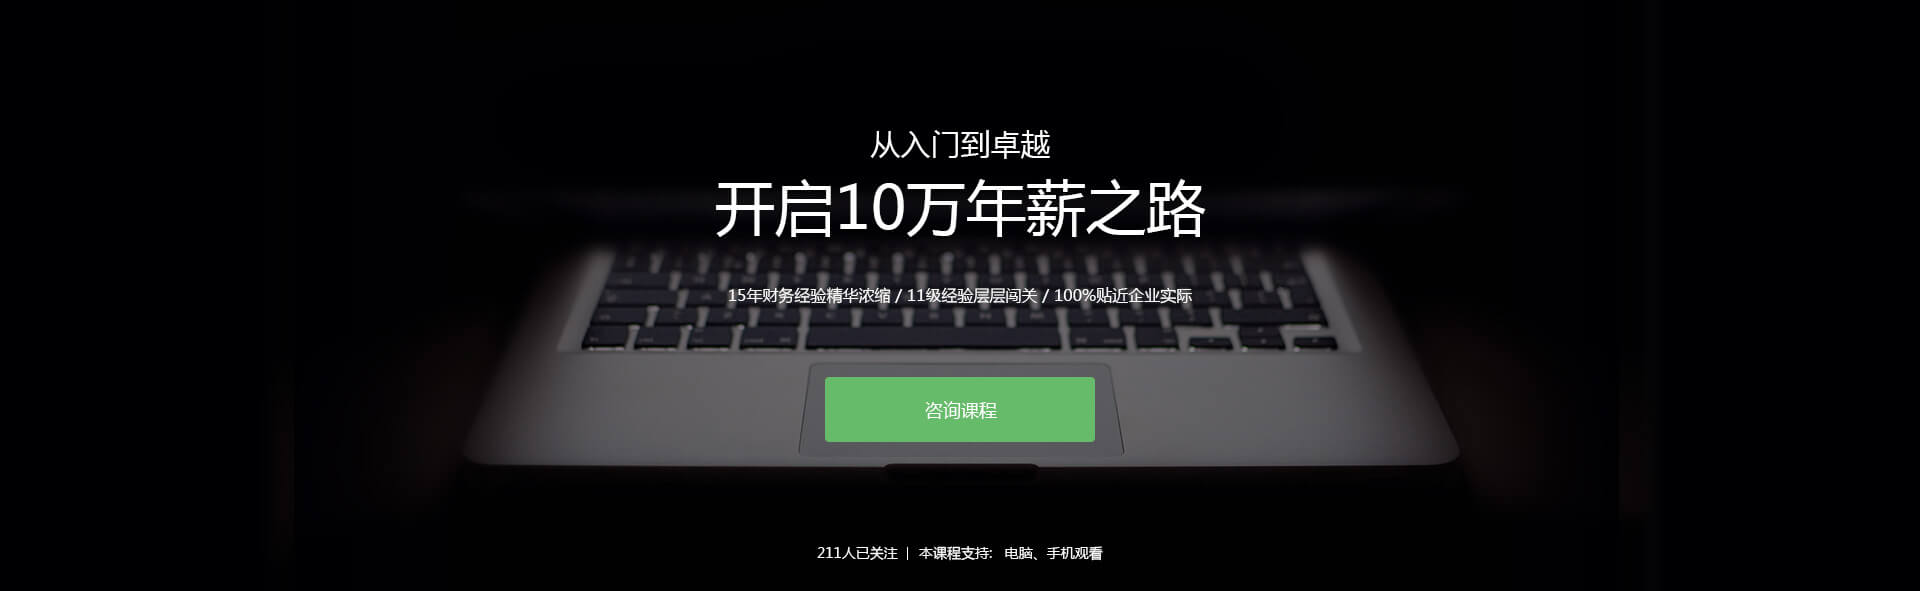 从入门到卓越
开启10万年薪之路
15年财务经验精华浓缩 / 11级经验层层闯关 / 100%贴近企业实际
咨询课程
211人已关注 | 本课程支持: 电脑、手机观看